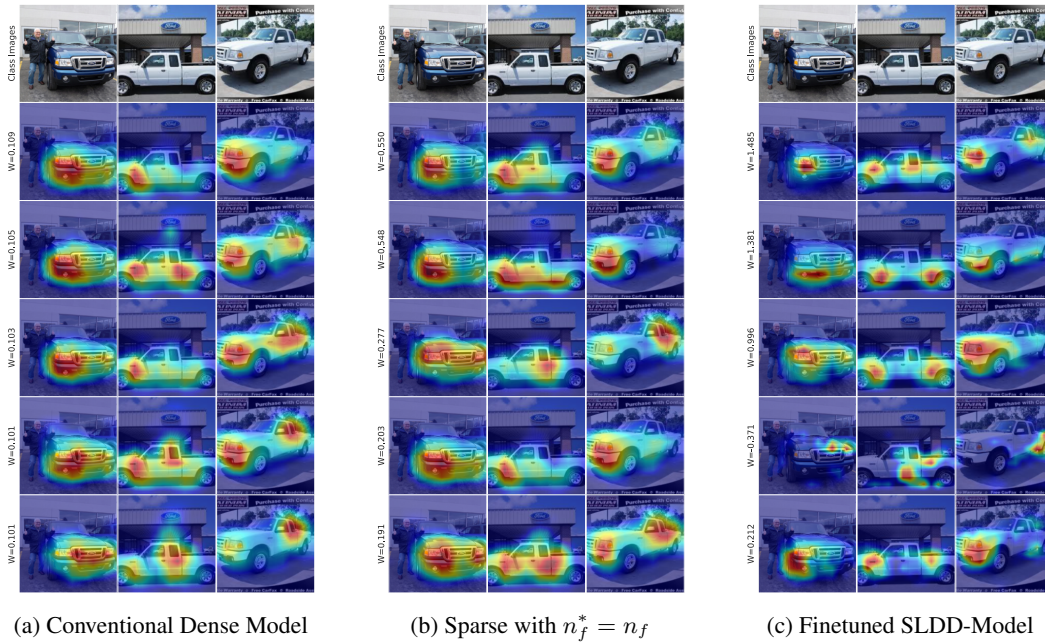 Class Images
W=0,109
W=0,105
W=0,103
W=0,101
W=0,101
(a) Conventional Dense Model
Class Images
W=0,550
W=0,548
W=0,277
W=0,203
W=0,191
(b) Sparse with $n_f^* = n_f$
Class Images
W=1,485
W=1,381
W=0,996
W=-0,371
W=0,212
(c) Finetuned SLDD-Model